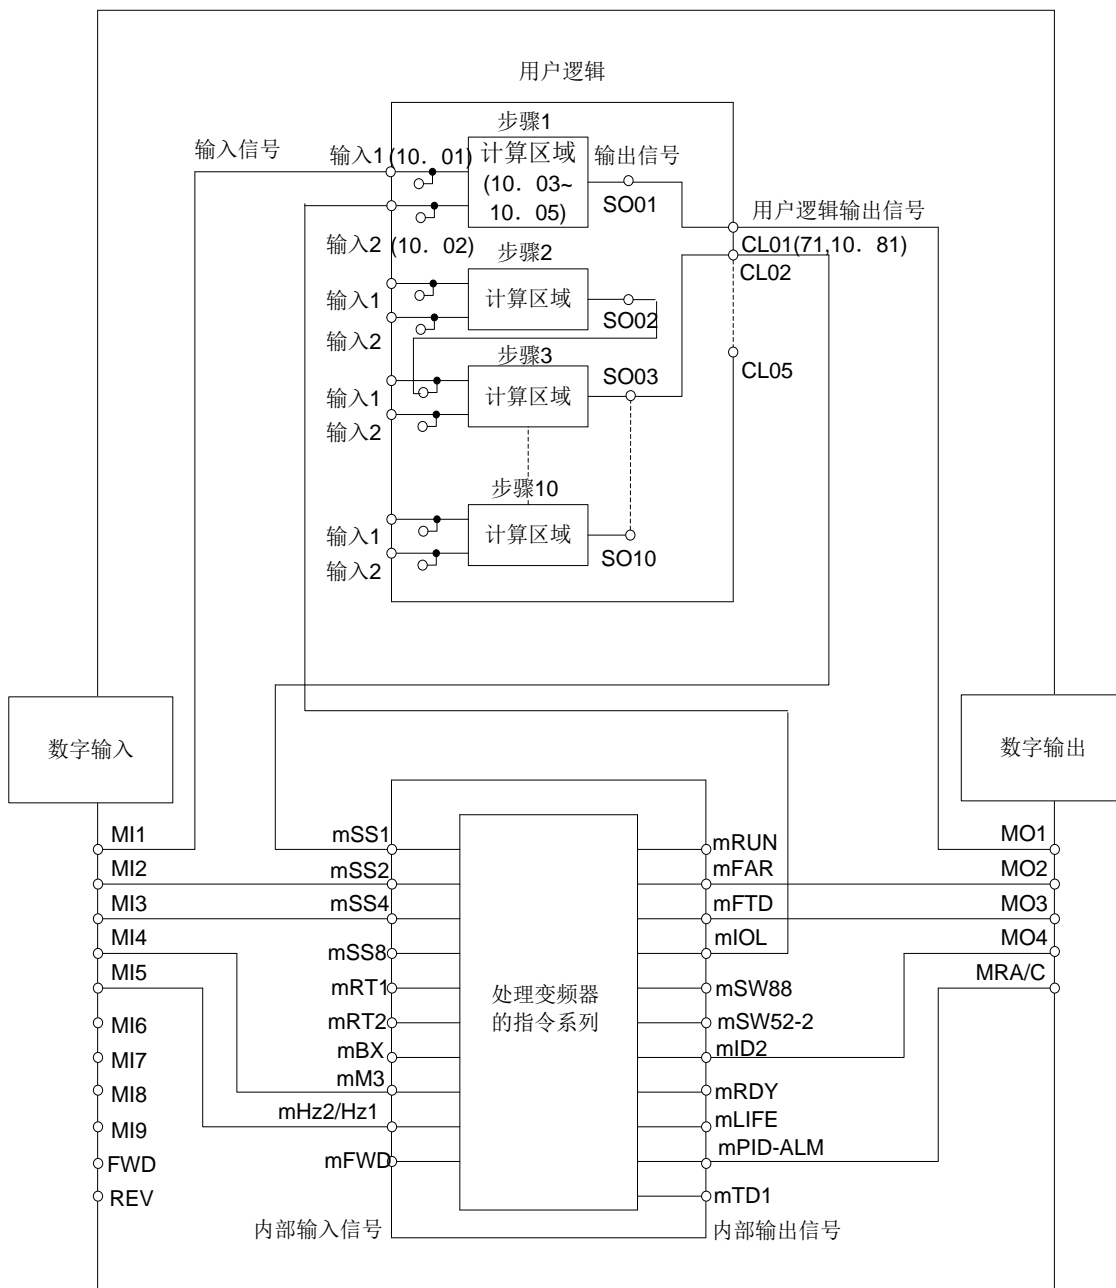 用户逻辑
步骤1
输入信号
输入1 (10．01)
计算区域
(10．03~
10．05)
输出信号
SO01
用户逻辑输出信号
输入2 (10．02)
CL01(71,10．81)
步骤2
CL02
输入1
计算区域
SO02
输入2
步骤3
SO03
CL05
输入1
计算区域
输入2
步骤10
输入1
计算区域
SO10
输入2
数字输入
数字输出
MI1
MI2
MI3
MI4
MI5
MI6
MI7
MI8
MI9
FWD
REV
mSS1
mSS2
mSS4
mSS8
mRT1
mRT2
mBX
mM3
mHz2/Hz1
mFWD
处理变频器
的指令系列
mRUN
mFAR
mFTD
mIOL
mSW88
mSW52-2
mID2
mRDY
mLIFE
mPID-ALM
mTD1
MO1
MO2
MO3
MO4
MRA/C
内部输入信号
内部输出信号